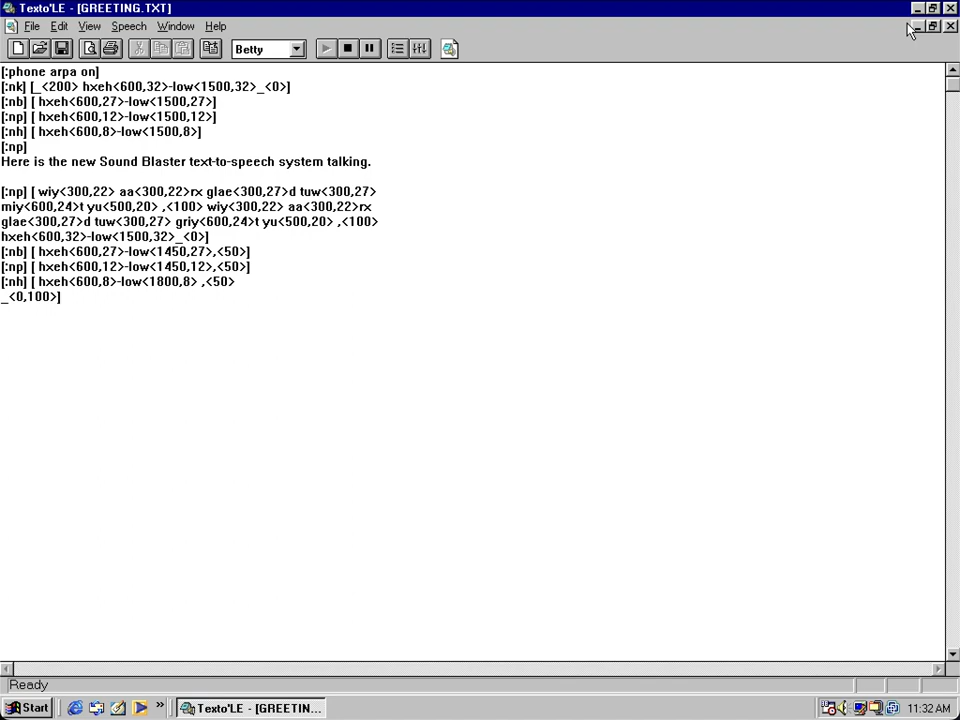 Texto'LE - [GREETING.TXT]
File Edit View Speech Window Help
Betty
[:phone arpa on]
[:nk] [_<200> hxeh<600,32>-low<1500,32>_<0>]
[:nb] [ hxeh<600,27>-low<1500,27>]
[:np] [ hxeh<600,12>-low<1500,12>]
[:nh] [ hxeh<600,8>-low<1500,8>]
[:np]
Here is the new Sound Blaster text-to-speech system talking.
[:np] [ wiy<300,22> aa<300,22>rx glae<300,27>d tuw<300,27>
miy<600,24>t yu<500,20> ,<100> wiy<300,22> aa<300,22>rx
glae<300,27>d tuw<300,27> griy<600,24>t yu<500,20> ,<100>
hxeh<600,32>-low<1500,32>_<0>]
[:nb] [ hxeh<600,27>-low<1450,27>,<50>]
[:np] [ hxeh<600,12>-low<1450,12>,<50>]
[:nh] [ hxeh<600,8>-low<1800,8> ,<50>
_<0,100>]
Ready
Start
Texto'LE - [GREETIN...
11:32 AM